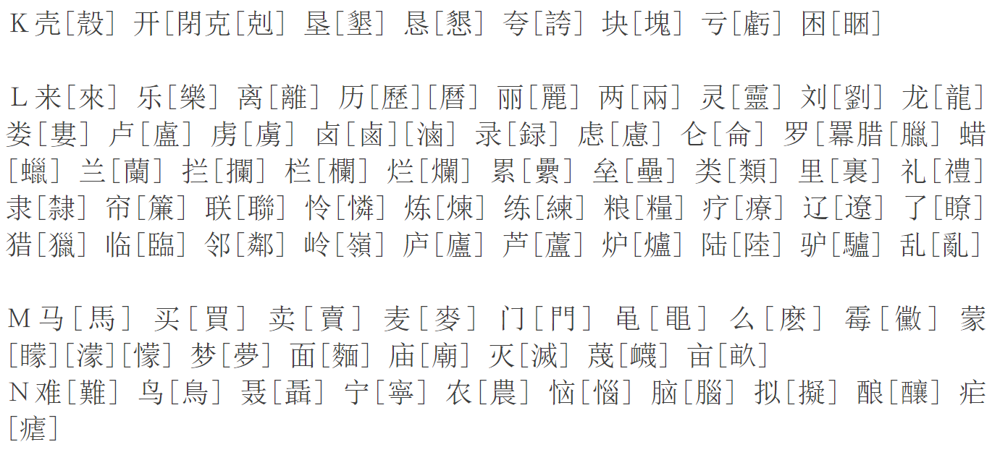 K 壳[殼] 开[閉克[剋] 垦[墾] 恳[懇] 夸[誇] 块[塊] 亏[虧] 困[睏]
L 来[來] 乐[樂] 离[離] 历[歷][曆] 丽[麗] 两[兩] 灵[靈] 刘[劉] 龙[龍]
娄[婁] 卢[盧] 虏[虜] 卤[鹵][滷] 录[録] 虑[慮] 仑[侖] 罗[羃腊[臘] 蜡
[蠟] 兰[蘭] 拦[攔] 栏[欄] 烂[爛] 累[纍] 垒[壘] 类[類] 里[裏] 礼[禮]
隶[隸] 帘[簾] 联[聯] 怜[憐] 炼[煉] 练[練] 粮[糧] 疗[療] 辽[遼] 了[瞭]
猎[獵] 临[臨] 邻[鄰] 岭[嶺] 庐[廬] 芦[蘆] 炉[爐] 陆[陸] 驴[驢] 乱[亂]
M 马[馬] 买[買] 卖[賣] 麦[麥] 门[門] 黾[黽] 么[麽] 霉[黴] 蒙
[矇][濛][懞] 梦[夢] 面[麵] 庙[廟] 灭[滅] 蔑[衊] 亩[畝]
N 难[難] 鸟[鳥] 聂[聶] 宁[寧] 农[農] 恼[惱] 脑[腦] 拟[擬] 酿[釀] 疟
[瘧]